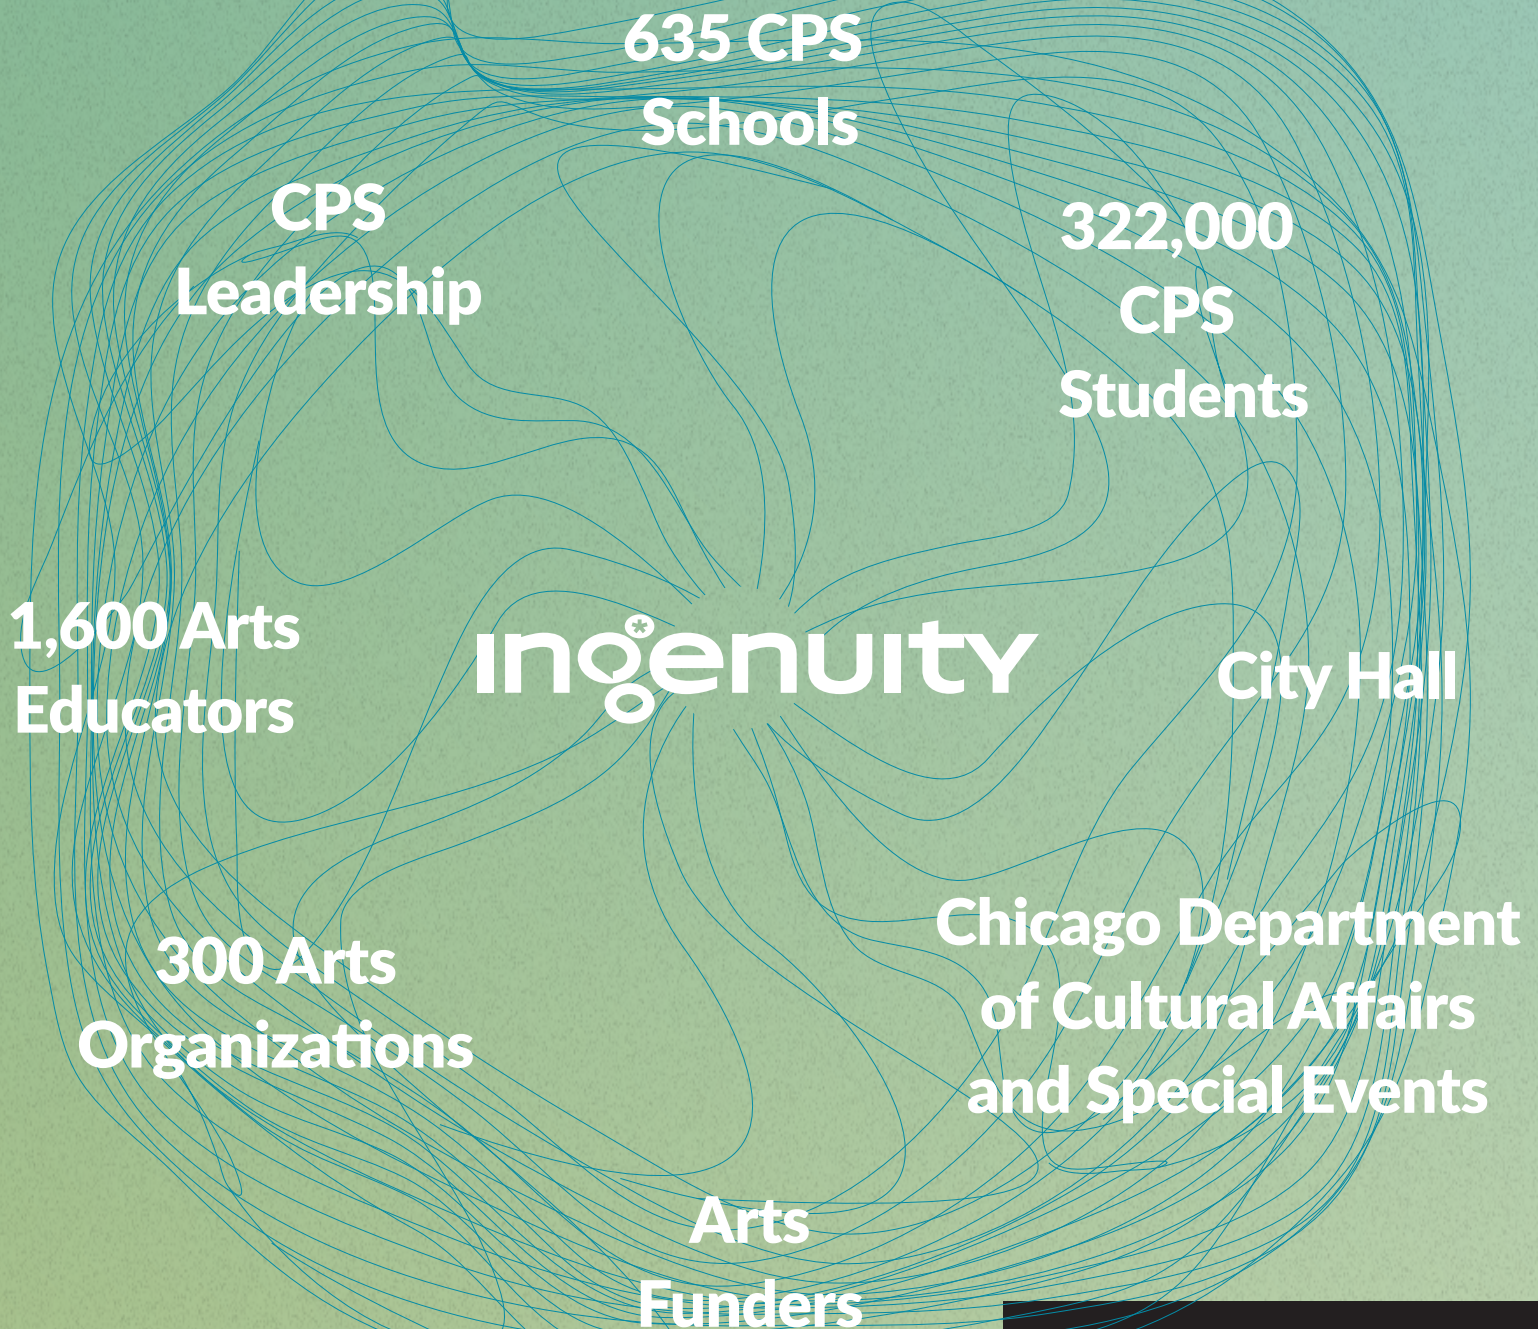 635 CPS
Schools
CPS
Leadership
322,000
CPS
Students
1,600 Arts
Educators
ingenuity
City Hall
300 Arts
Organizations
Chicago Department
of Cultural Affairs
and Special Events
Arts
Funders